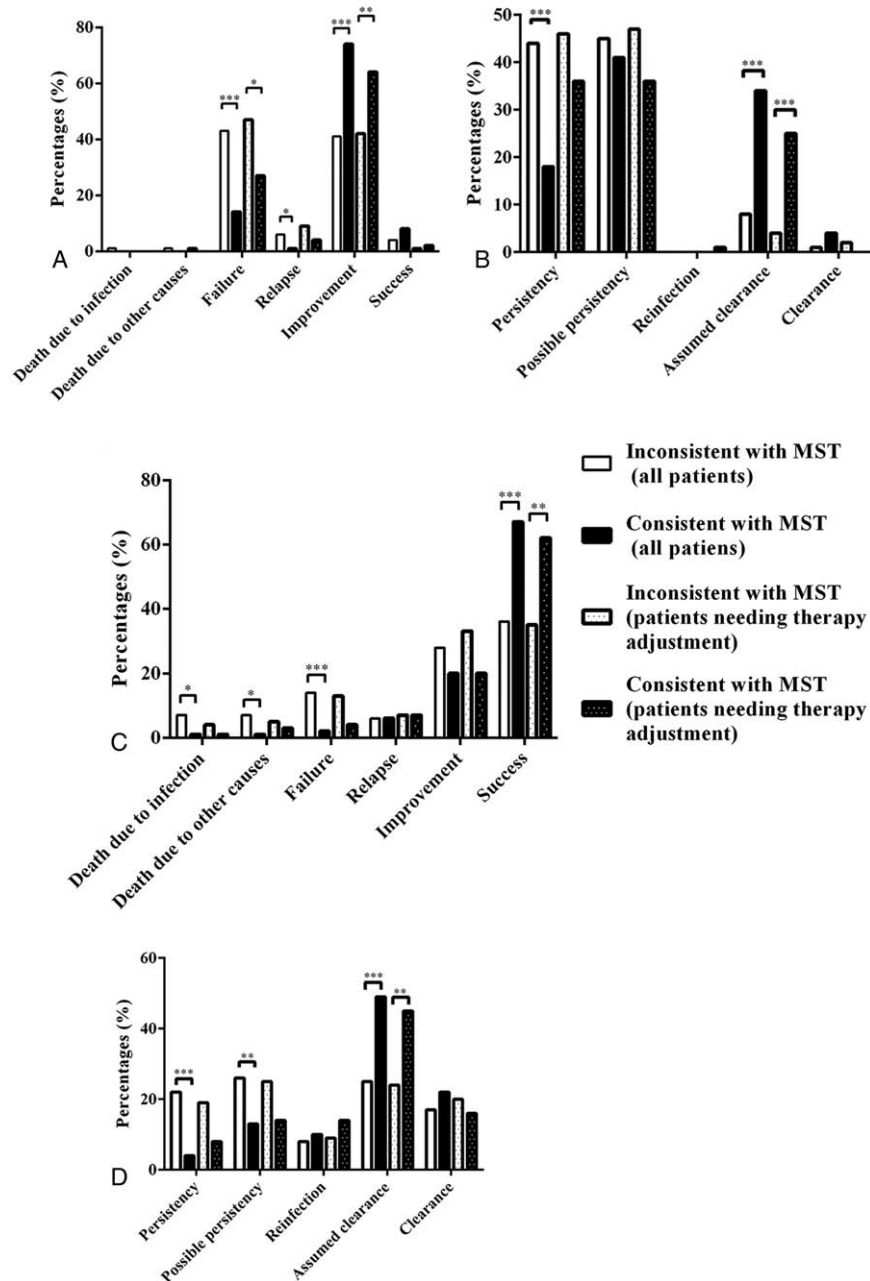 80
60
40
20
0
Percentages (%)
***
*
*
***
**
A
Death due to infection
Death due to other causes
Failure
Relapse
Improvement
Success
50
40
30
20
10
0
Percentages (%)
***
***
***
B
Persistency
Possible persistency
Reinfection
Assumed clearance
Clearance
80
60
40
20
0
Percentages (%)
*
*
***
***
**
C
Death due to infection
Death due to other causes
Failure
Relapse
Improvement
Success
Inconsistent with MST
(all patients)
Consistent with MST
(all patiens)
Inconsistent with MST
(patients needing therapy
adjustment)
Consistent with MST
(patients needing therapy
adjustment)
60
40
20
0
Percentages (%)
***
**
***
**
D
Persistency
Possible persistency
Reinfection
Assumed clearance
Clearance